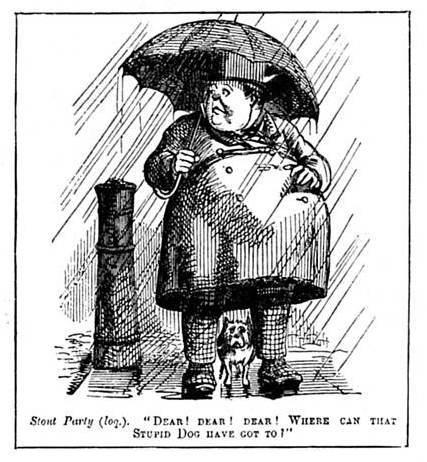 Stout Party (loq.). "DEAR! DEAR! DEAR! WHERE CAN THAT
STUPID DOG HAVE GOT TO?"